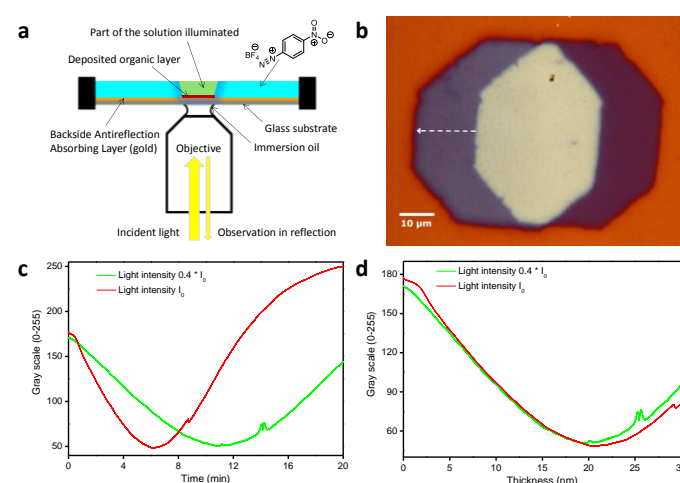 a
Part of the solution illuminated
Deposited organic layer
BF4 ⊖
N≡N ⊕
N ⊕
O
O ⊖
Backside Antireflection
Absorbing Layer (gold)
Objective
Glass substrate
Immersion oil
Incident light
Observation in reflection
b
10 µm
c
Light intensity 0.4 * I0
Light intensity I0
Gray scale (0-255)
250
200
150
100
50
0
4
8
12
16
20
Time (min)
d
Light intensity 0.4 * I0
Light intensity I0
Gray scale (0-255)
180
150
120
90
60
0
5
10
15
20
25
30
Thickness (nm)